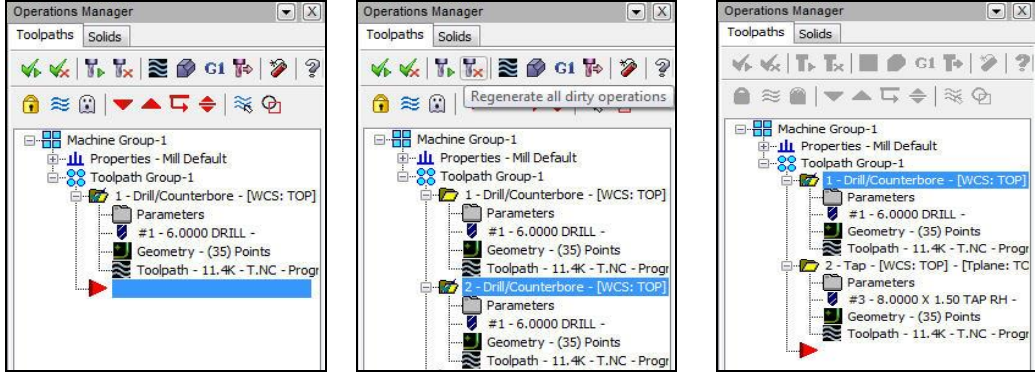 Operations Manager
Toolpaths Solids
G1
Machine Group-1
Properties - Mill Default
Toolpath Group-1
1 - Drill/Counterbore - [WCS: TOP]
Parameters
#1 - 6.0000 DRILL -
Geometry - (35) Points
Toolpath - 11.4K - T.NC - Progr
Operations Manager
Toolpaths Solids
G1
Regenerate all dirty operations
Machine Group-1
Properties - Mill Default
Toolpath Group-1
1 - Drill/Counterbore - [WCS: TOP]
Parameters
#1 - 6.0000 DRILL -
Geometry - (35) Points
Toolpath - 11.4K - T.NC - Progr
2 - Drill/Counterbore - [WCS: TOP]
Parameters
#1 - 6.0000 DRILL -
Geometry - (35) Points
Toolpath - 11.4K - T.NC - Progr
Operations Manager
Toolpaths Solids
G1
Machine Group-1
Properties - Mill Default
Toolpath Group-1
1 - Drill/Counterbore - [WCS: TOP]
Parameters
#1 - 6.0000 DRILL -
Geometry - (35) Points
Toolpath - 11.4K - T.NC - Progr
2 - Tap - [WCS: TOP] - [Tplane: TO
Parameters
#3 - 8.0000 X 1.50 TAP RH -
Geometry - (35) Points
Toolpath - 11.4K - T.NC - Progr